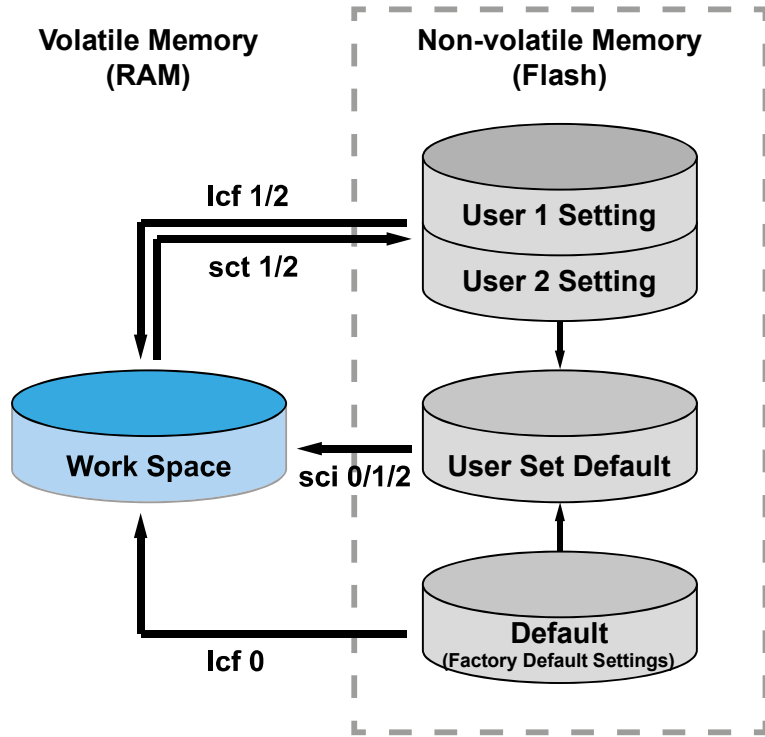 Volatile Memory
(RAM)
Non-volatile Memory
(Flash)
lcf 1/2
sct 1/2
User 1 Setting
User 2 Setting
Work Space
sci 0/1/2
User Set Default
lcf 0
Default
(Factory Default Settings)